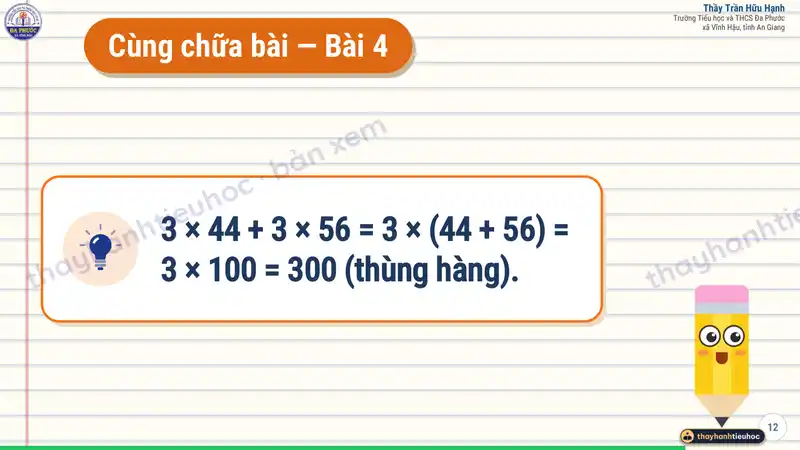 Thầy Trần Hữu Hạnh
Trường Tiểu học và THCS Đa Phước
xã Vĩnh Hậu, tỉnh An Giang
ĐA PHƯỚC
Cùng chữa bài – Bài 4
thayhanhtieuhoc · bản xem
3 × 44 + 3 × 56 = 3 × (44 + 56) =
3 × 100 = 300 (thùng hàng).
thayhanhtie
12
thayhanhtieuhoc